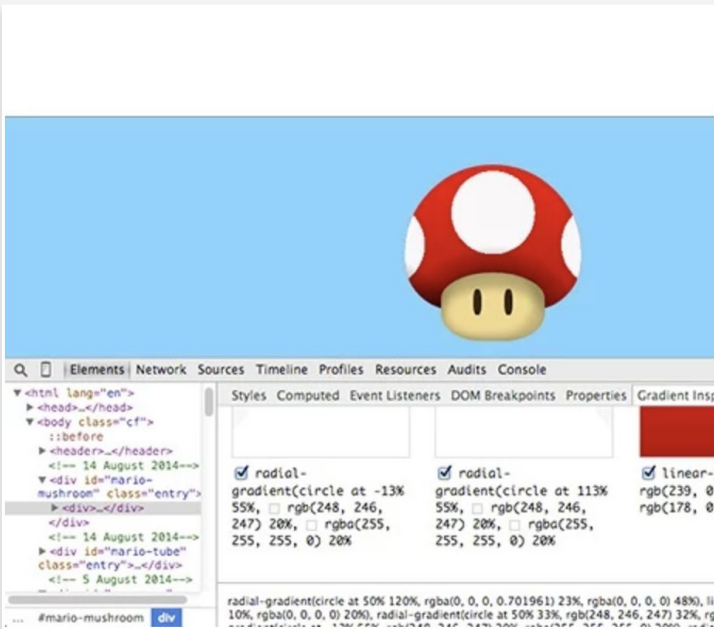 Elements Network Sources Timeline Profiles Resources Audits Console
<html lang="en">
<head>…</head>
<body class="cf">
::before
<header>…</header>
<!-- 14 August 2014-->
<div id="mario-
mushroom" class="entry">
<div>…</div>
</div>
<!-- 14 August 2014-->
<div id="mario-tube"
class="entry">…</div>
<!-- 5 August 2014-->
... #mario-mushroom div
Styles Computed Event Listeners DOM Breakpoints Properties Gradient Insp
radial-
gradient(circle at -13%
55%, rgb(248, 246,
247) 20%, rgba(255,
255, 255, 0) 20%
radial-
gradient(circle at 113%
55%, rgb(248, 246,
247) 20%, rgba(255,
255, 255, 0) 20%
linear-
rgb(239, 0
rgb(178, 0
radial-gradient(circle at 50% 120%, rgba(0, 0, 0, 0.701961) 23%, rgba(0, 0, 0, 0) 48%), li
10%, rgba(0, 0, 0, 0) 20%), radial-gradient(circle at 50% 33%, rgb(248, 246, 247) 32%, rg